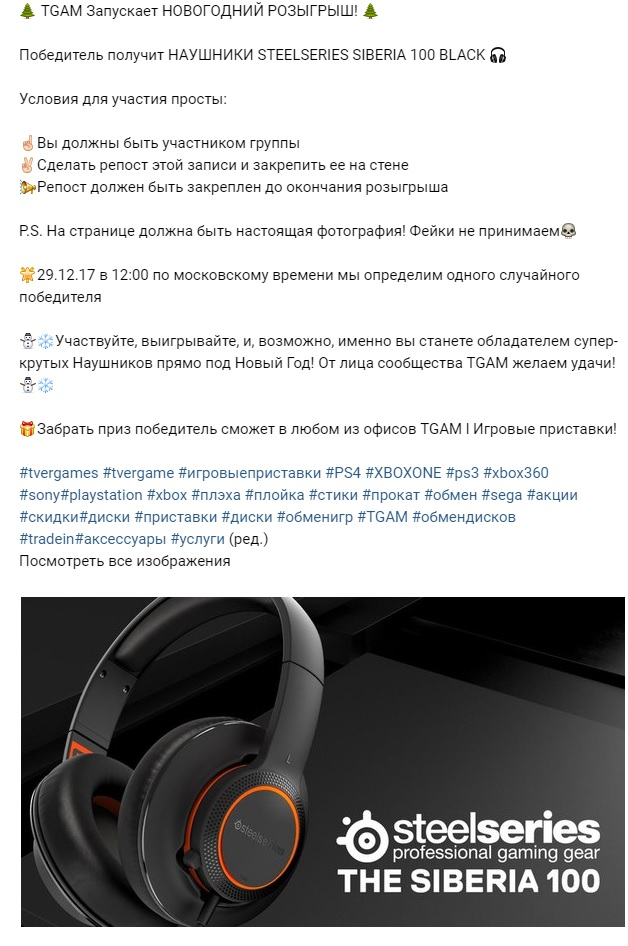 🎄 TGAM Запускает НОВОГОДНИЙ РОЗЫГРЫШ! 🎄
Победитель получит НАУШНИКИ STEELSERIES SIBERIA 100 BLACK 🎧
Условия для участия просты:
☝Вы должны быть участником группы
✌Сделать репост этой записи и закрепить ее на стене
📢Репост должен быть закреплен до окончания розыгрыша
P.S. На странице должна быть настоящая фотография! Фейки не принимаем💀
29.12.17 в 12:00 по московскому времени мы определим одного случайного
победителя
⛄❄Участвуйте, выигрывайте, и, возможно, именно вы станете обладателем супер-
крутых Наушников прямо под Новый Год! От лица сообщества TGAM желаем удачи!
⛄❄
🎁Забрать приз победитель сможет в любом из офисов TGAM I Игровые приставки!
#tvergames #tvergame #игровыеприставки #PS4 #XBOXONE #ps3 #xbox360
#sony#playstation #xbox #плэха #плойка #стики #прокат #обмен #sega #акции
#скидки#диски #приставки #диски #обменигр #TGAM #обмендисков
#tradein#аксессуары #услуги (ред.)
Посмотреть все изображения
L
steelseries
steelseries
professional gaming gear
THE SIBERIA 100